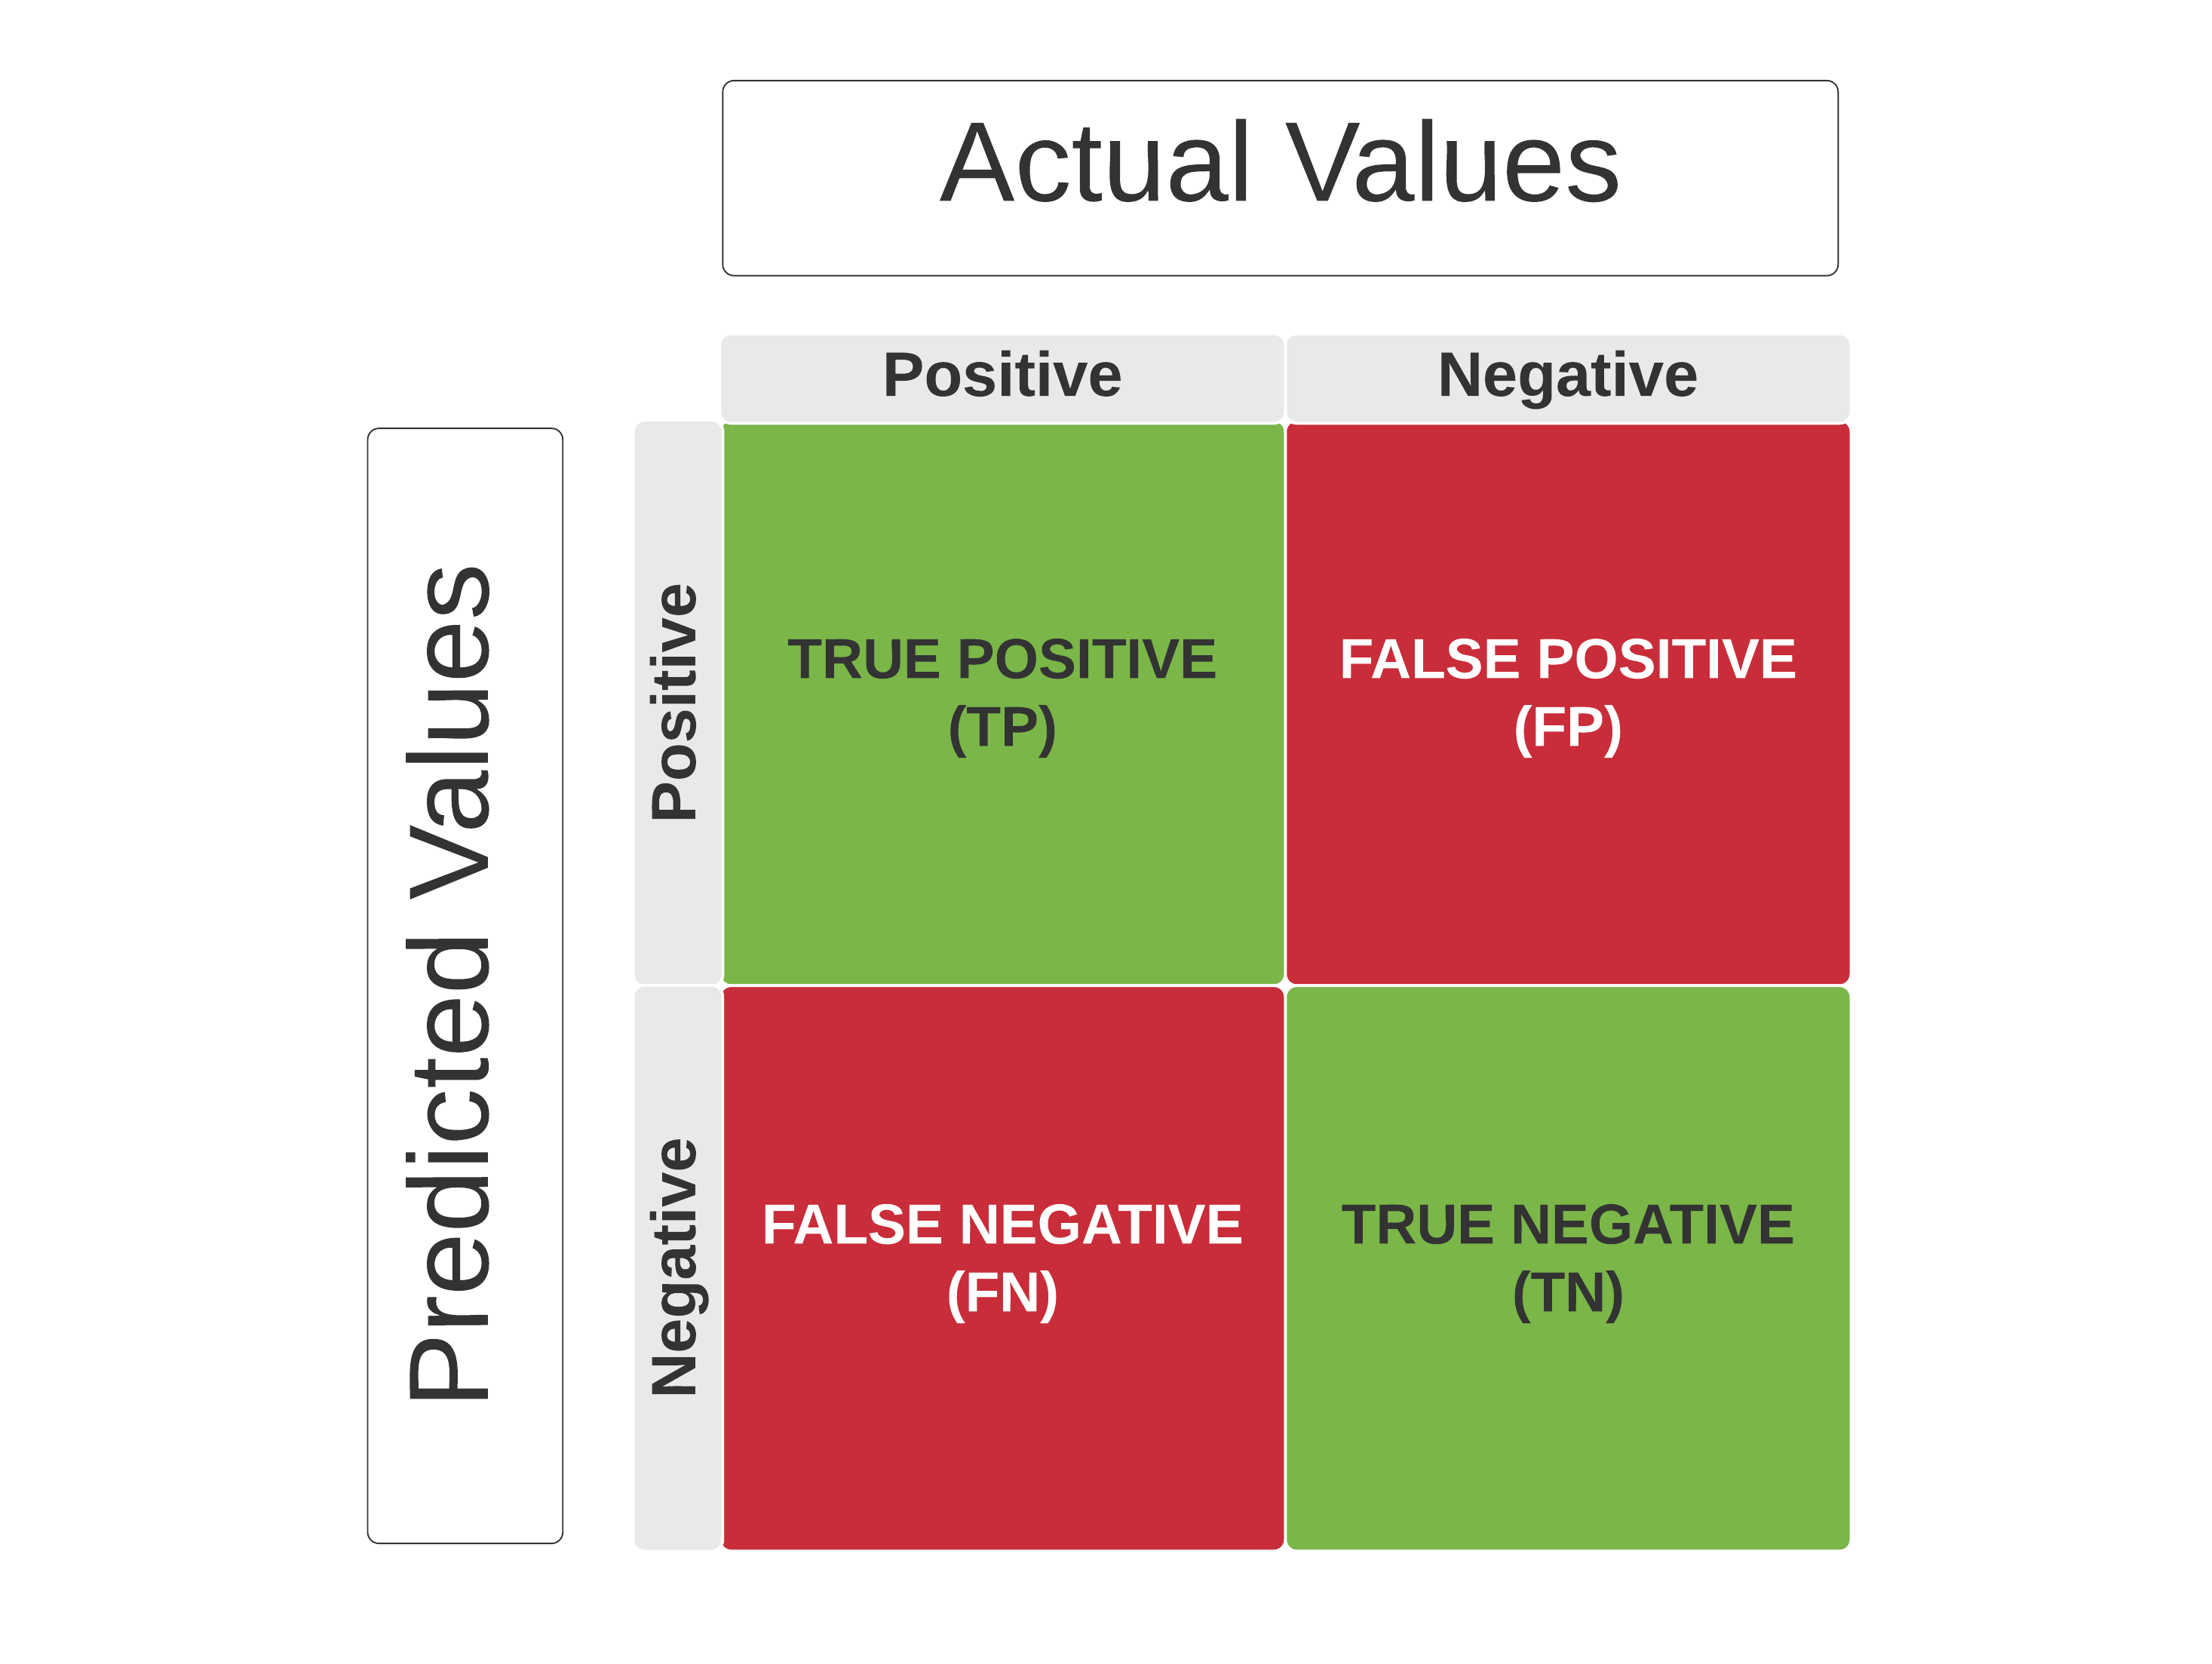 Actual Values
Positive
Negative
Predicted Values
Positive
TRUE POSITIVE
(TP)
FALSE POSITIVE
(FP)
Negative
FALSE NEGATIVE
(FN)
TRUE NEGATIVE
(TN)